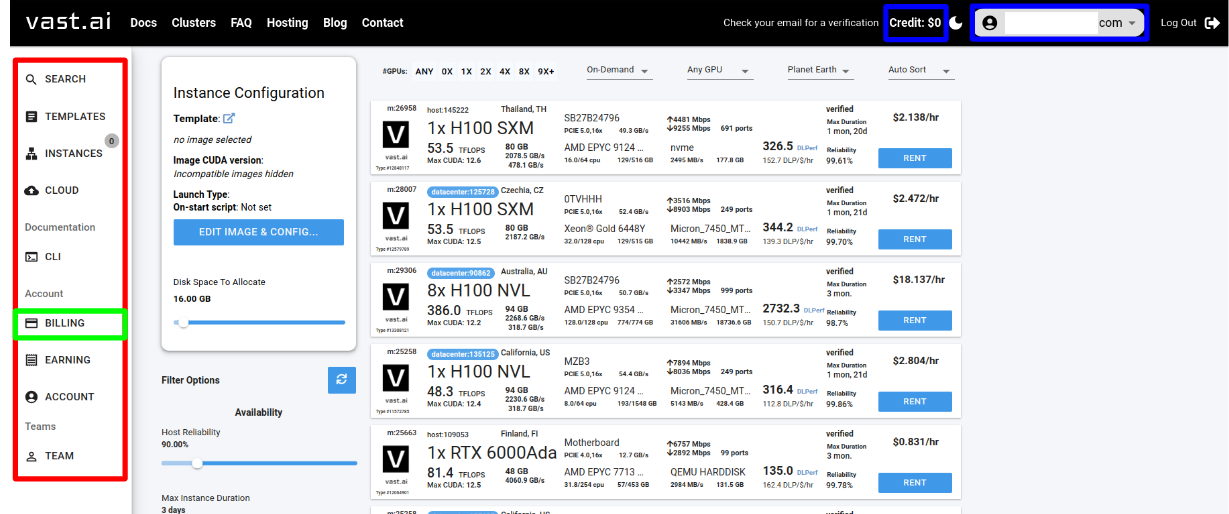 vast.ai Docs Clusters FAQ Hosting Blog Contact Check your email for a verification Credit: $0 com Log Out
SEARCH
TEMPLATES
0
INSTANCES
CLOUD
Documentation
CLI
Account
BILLING
EARNING
ACCOUNT
Teams
TEAM
Instance Configuration
Template:
no image selected
Image CUDA version:
Incompatible images hidden
Launch Type:
On-start script: Not set
EDIT IMAGE & CONFIG...
Disk Space To Allocate
16.00 GB
Filter Options
Availability
Host Reliability
90.00%
Max Instance Duration
3 days
#GPUs: ANY 0X 1X 2X 4X 8X 9X+ On-Demand Any GPU Planet Earth Auto Sort
m:26958 host:145222 Thailand, TH verified
SB27B24796 ↑4481 Mbps Max Duration $2.138/hr
V 1x H100 SXM PCIE 5.0,16x 49.3 GB/s ↓9255 Mbps 691 ports 1 mon, 20d
vast.ai 53.5 TFLOPS 80 GB AMD EPYC 9124 ... nvme 326.5 DLPerf Reliability RENT
Type #12840117 Max CUDA: 12.6 2078.5 GB/s 478.1 GB/s 16.0/64 cpu 129/516 GB 2495 MB/s 177.8 GB 152.7 DLP/$/hr 99.61%
m:28007 datacenter:125728 Czechia, CZ verified
0TVHHH ↑3516 Mbps Max Duration $2.472/hr
V 1x H100 SXM PCIE 5.0,16x 52.4 GB/s ↓8903 Mbps 249 ports 1 mon, 21d
vast.ai 53.5 TFLOPS 80 GB Xeon® Gold 6448Y Micron_7450_MT... 344.2 DLPerf Reliability RENT
Max CUDA: 12.5 2187.2 GB/s 32.0/128 cpu 129/515 GB 10442 MB/s 1838.9 GB 139.3 DLP/$/hr 99.70%
m:29306 datacenter:90862 Australia, AU verified
SB27B24796 ↑2572 Mbps Max Duration $18.137/hr
V 8x H100 NVL PCIE 5.0,16x 50.7 GB/s ↓3347 Mbps 999 ports 3 mon.
vast.ai 386.0 TFLOPS 94 GB AMD EPYC 9354 ... Micron_7450_MT... 2732.3 DLPerf Reliability RENT
Max CUDA: 12.2 2268.6 GB/s 318.7 GB/s 128.0/128 cpu 774/774 GB 31606 MB/s 18736.6 GB 150.7 DLP/$/hr 98.7%
m:25258 datacenter:135125 California, US verified
MZB3 ↑7894 Mbps Max Duration $2.804/hr
V 1x H100 NVL PCIE 5.0,16x 54.4 GB/s ↓8036 Mbps 249 ports 1 mon, 21d
vast.ai 48.3 TFLOPS 94 GB AMD EPYC 9124 ... Micron_7450_MT... 316.4 DLPerf Reliability RENT
Max CUDA: 12.4 2230.6 GB/s 318.7 GB/s 8.0/64 cpu 193/1548 GB 5143 MB/s 428.4 GB 112.8 DLP/$/hr 99.86%
m:25663 host:109053 Finland, FI verified
Motherboard ↑6757 Mbps Max Duration $0.831/hr
V 1x RTX 6000Ada PCIE 4.0,16x 12.7 GB/s ↓2892 Mbps 99 ports 3 mon.
vast.ai 81.4 TFLOPS 48 GB AMD EPYC 7713 ... QEMU HARDDISK 135.0 DLPerf Reliability RENT
Max CUDA: 12.5 4060.9 GB/s 31.8/254 cpu 57/453 GB 2984 MB/s 131.5 GB 162.4 DLP/$/hr 99.78%